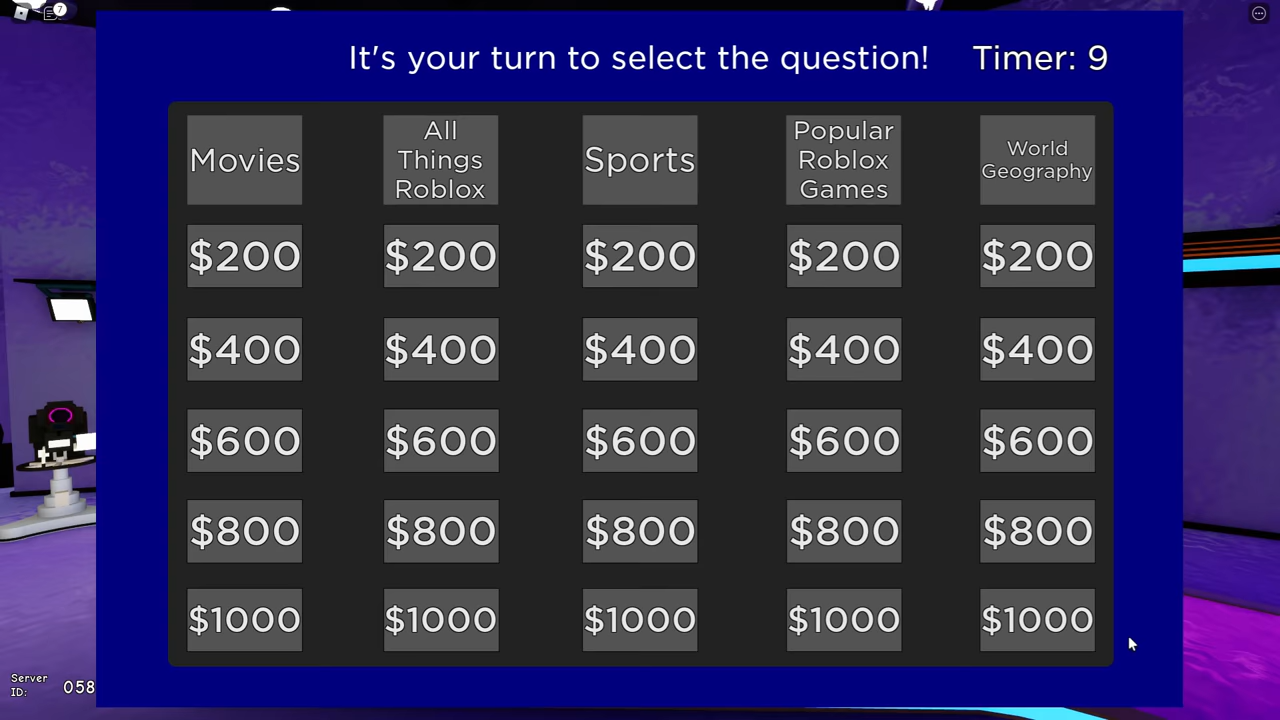 7
It's your turn to select the question! Timer: 9
Movies
All
Things
Roblox
Sports
Popular
Roblox
Games
World
Geography
$200 $200 $200 $200 $200
$400 $400 $400 $400 $400
$600 $600 $600 $600 $600
$800 $800 $800 $800 $800
$1000 $1000 $1000 $1000 $1000
Server
ID: 058